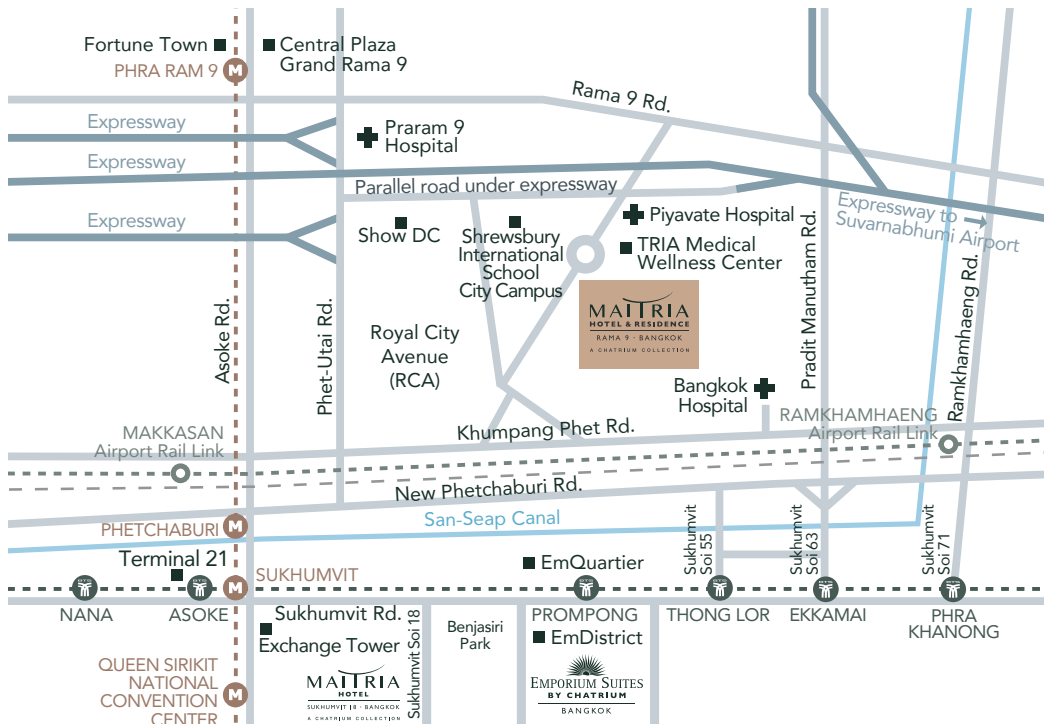 Fortune Town
Central Plaza
Grand Rama 9
PHRA RAM 9
M
Rama 9 Rd.
Expressway
Praram 9
Hospital
Expressway
Parallel road under expressway
Expressway
Show DC
Shrewsbury
International
School
City Campus
Piyavate Hospital
TRIA Medical
Wellness Center
Expressway to
Suvarnabhumi Airport
Asoke Rd.
Phet-Utai Rd.
Pradit Manutham Rd.
Ramkhamhaeng Rd.
MAITRIA
HOTEL & RESIDENCE
RAMA 9 · BANGKOK
A CHATRIUM COLLECTION
Royal City
Avenue
(RCA)
Bangkok
Hospital
MAKKASAN
Airport Rail Link
Khumpang Phet Rd.
RAMKHAMHAENG
Airport Rail Link
New Phetchaburi Rd.
PHETCHABURI
M
San-Seap Canal
Sukhumvit
Soi 55
Sukhumvit
Soi 63
Sukhumvit
Soi 71
Terminal 21
SUKHUMVIT
M
EmQuartier
BTS
BTS
BTS
BTS
BTS
BTS
NANA
ASOKE
PROMPONG
THONG LOR
EKKAMAI
PHRA
KHANONG
Sukhumvit Rd.
Exchange Tower
Sukhumvit Soi 18
Benjasiri
Park
EmDistrict
QUEEN SIRIKIT
NATIONAL
CONVENTION
CENTER
M
MAITRIA
HOTEL
SUKHUMVIT 18 · BANGKOK
A CHATRIUM COLLECTION
EMPORIUM SUITES
BY CHATRIUM
BANGKOK